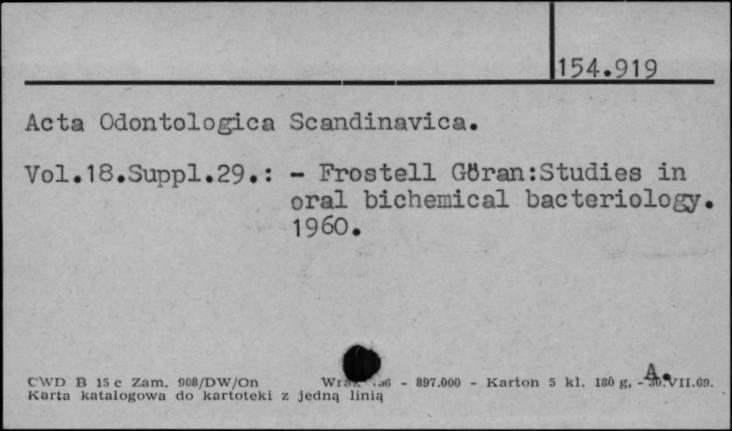 154.919
Acta Odontologica Scandinavica.
Vol.18.Suppl.29.: - Frostell Göran:Studies in
oral bichemical bacteriology.
1960.
A.
CWD B 15 c Zam. 908/DW/On - 897.000 - Karton 5 kl. 180 g, - 30.VII.69.
Karta katalogowa do kartoteki z jedną linią